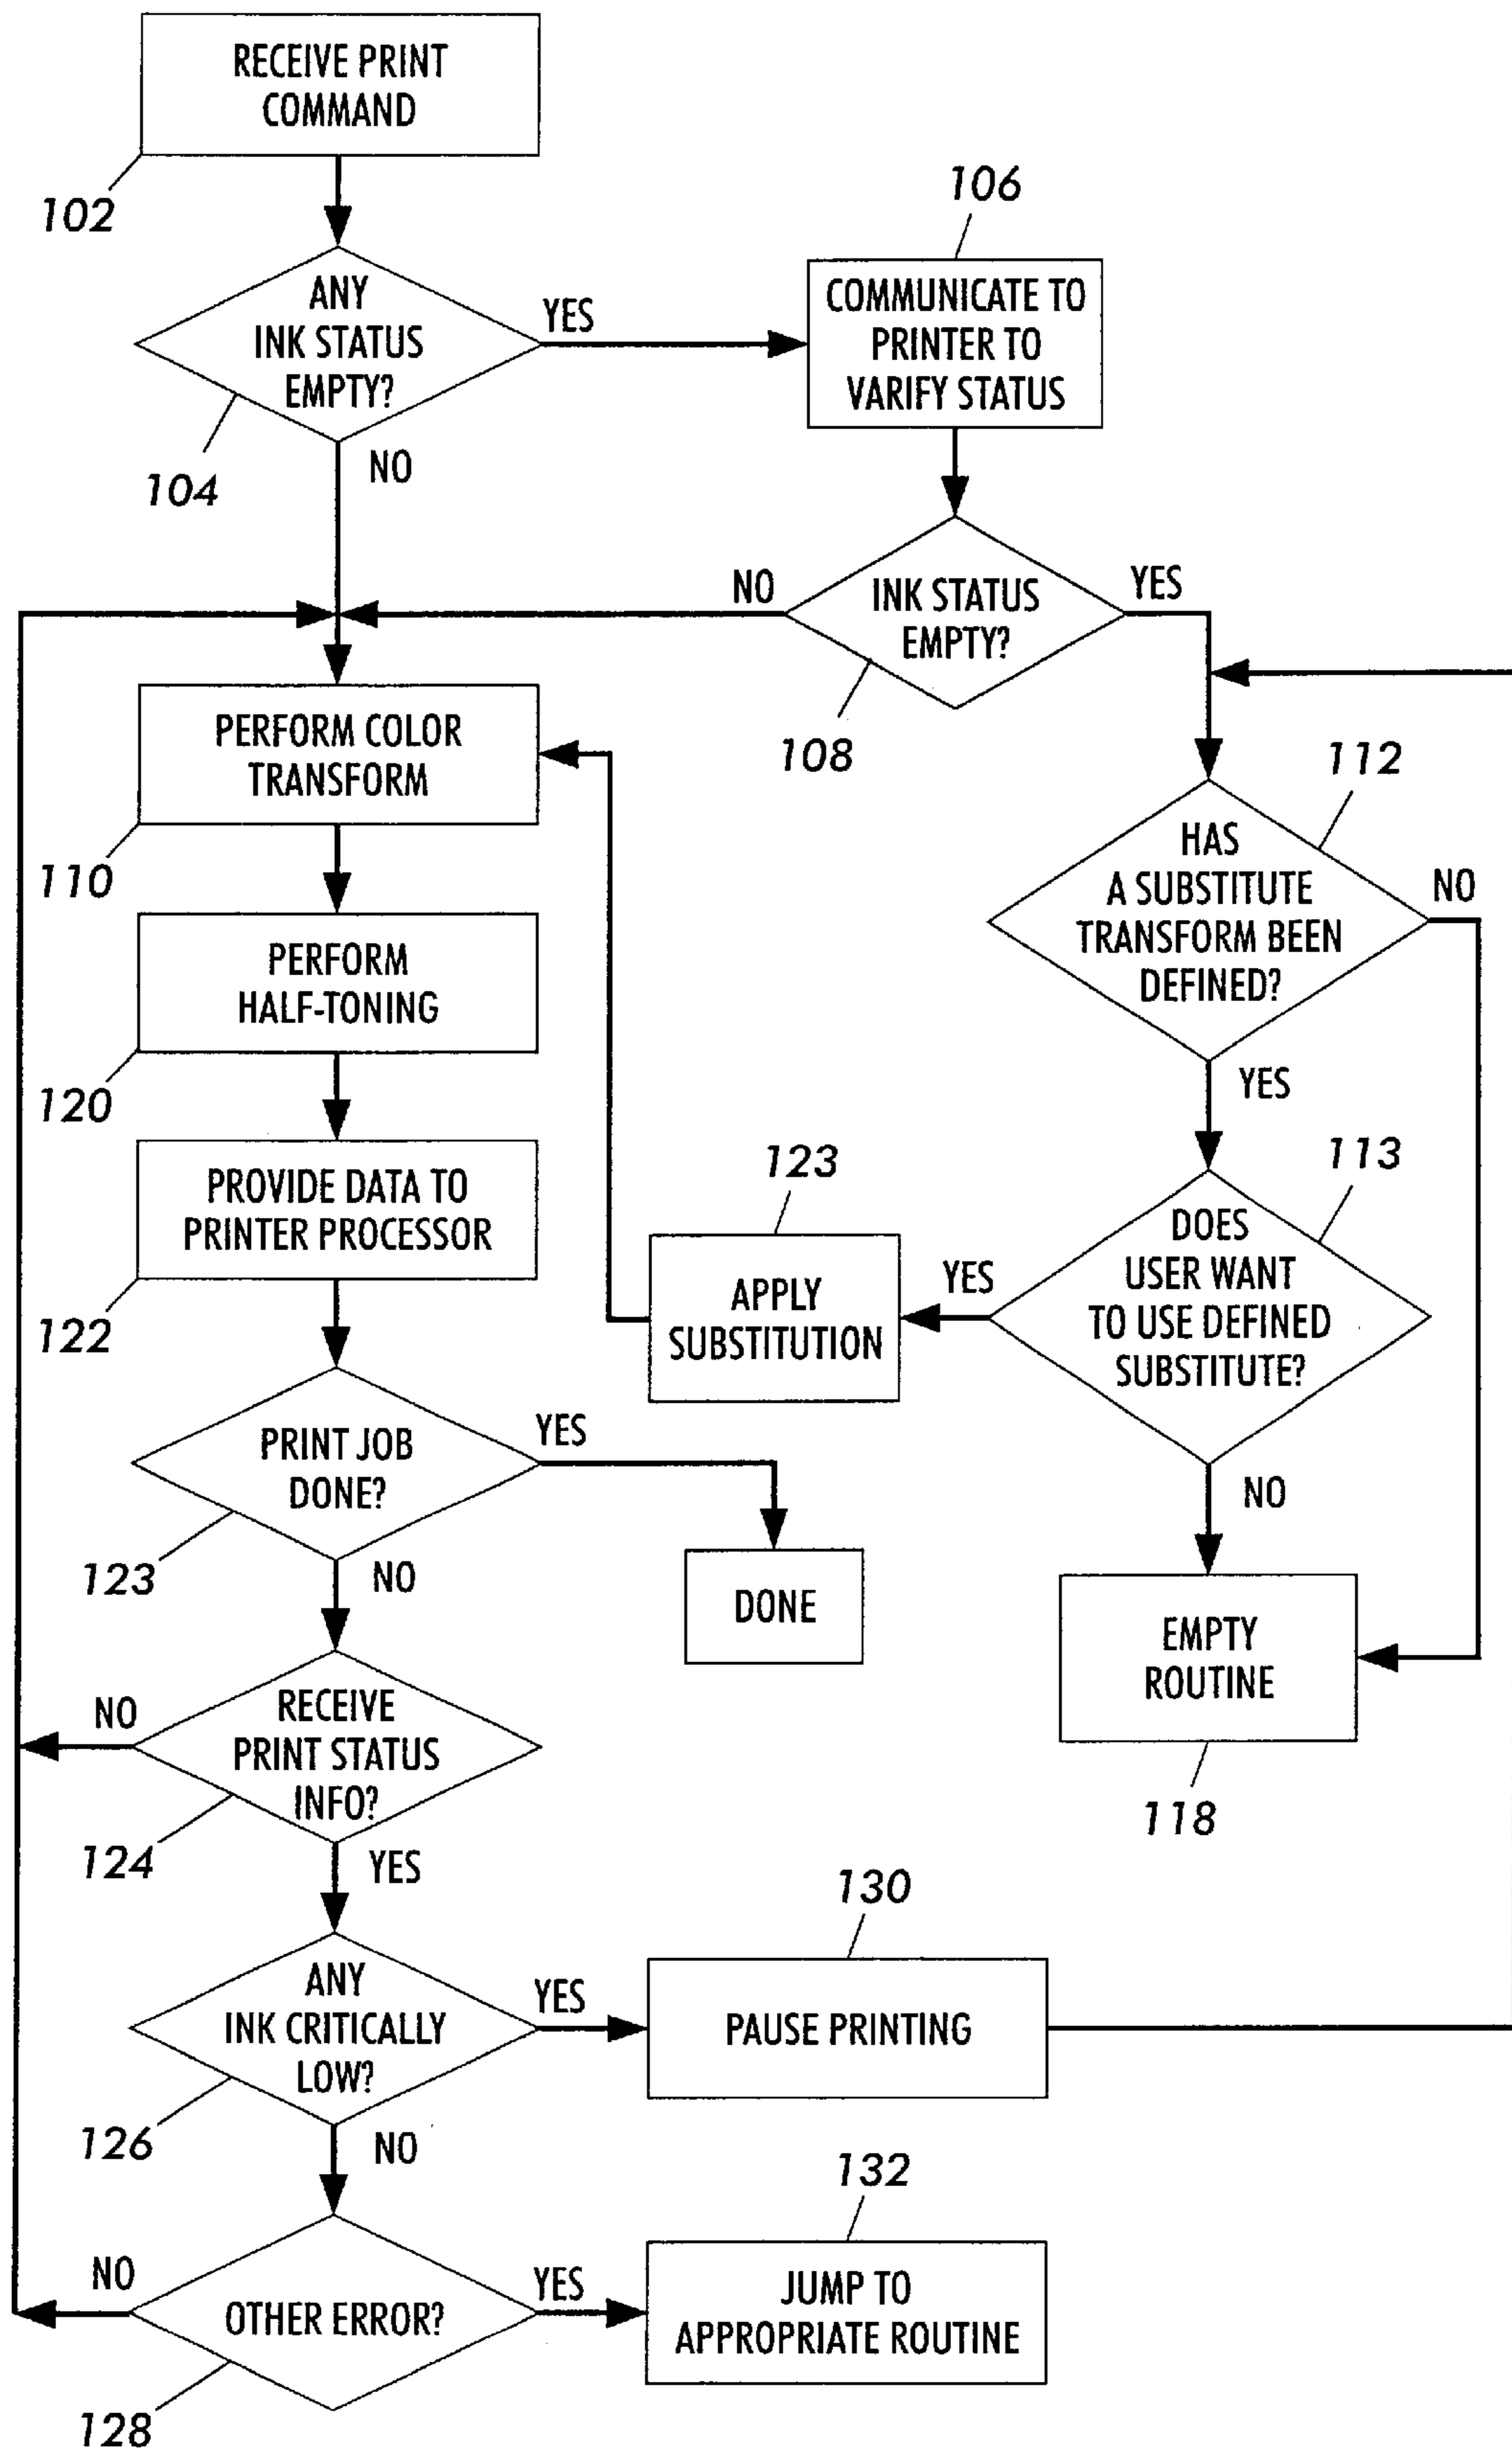 RECEIVE PRINT
COMMAND
102
ANY
INK STATUS
EMPTY?
104
YES
NO
106
COMMUNICATE TO
PRINTER TO
VARIFY STATUS
INK STATUS
EMPTY?
108
NO
YES
PERFORM COLOR
TRANSFORM
110
112
HAS
A SUBSTITUTE
TRANSFORM BEEN
DEFINED?
NO
YES
PERFORM
HALF-TONING
120
PROVIDE DATA TO
PRINTER PROCESSOR
122
123
APPLY
SUBSTITUTION
YES
113
DOES
USER WANT
TO USE DEFINED
SUBSTITUTE?
NO
PRINT JOB
DONE?
123
YES
NO
DONE
EMPTY
ROUTINE
118
RECEIVE
PRINT STATUS
INFO?
124
NO
YES
ANY
INK CRITICALLY
LOW?
126
YES
NO
130
PAUSE PRINTING
OTHER ERROR?
128
NO
YES
132
JUMP TO
APPROPRIATE ROUTINE